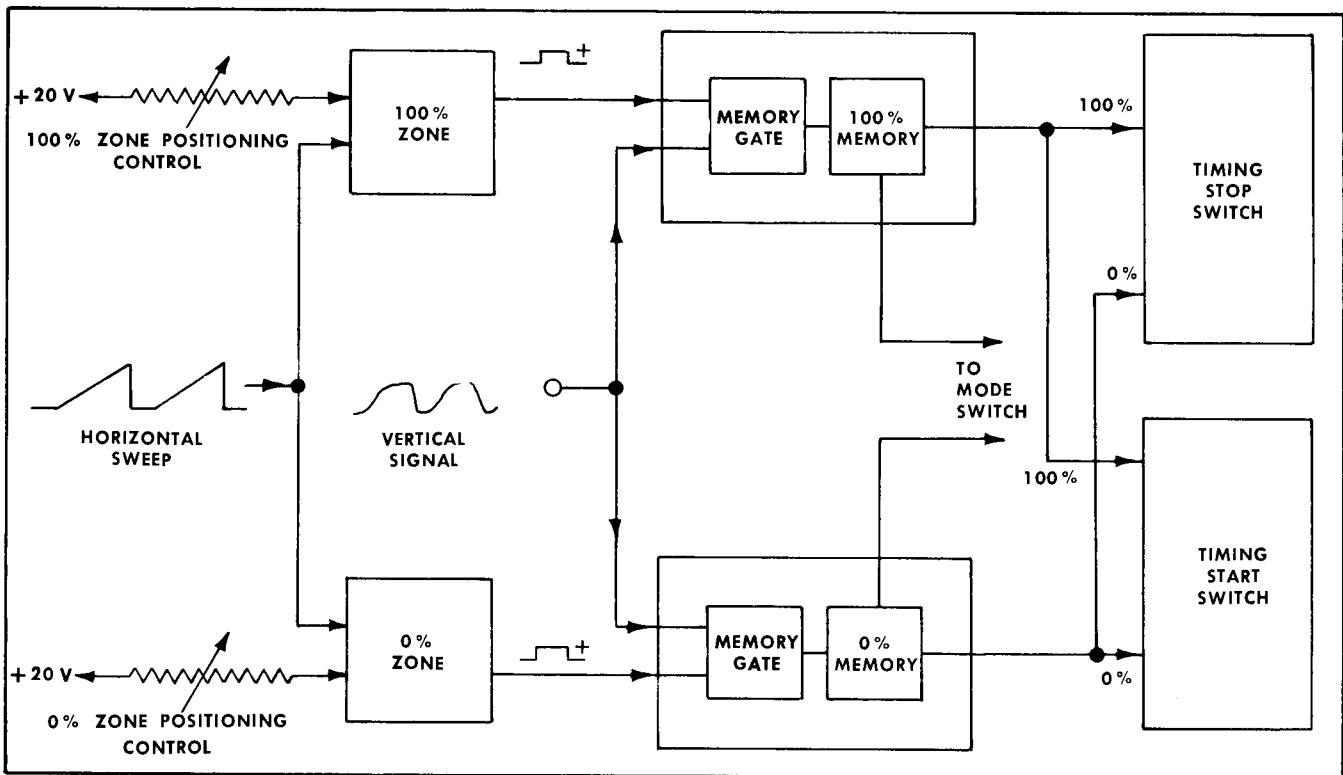 +20 V
100% ZONE POSITIONING
CONTROL
100%
ZONE
+
MEMORY
GATE
100%
MEMORY
100%
TIMING
STOP
SWITCH
0%
HORIZONTAL
SWEEP
VERTICAL
SIGNAL
TO
MODE
SWITCH
100%
TIMING
START
SWITCH
0%
ZONE
+
MEMORY
GATE
0%
MEMORY
0%
+20 V
0% ZONE POSITIONING
CONTROL